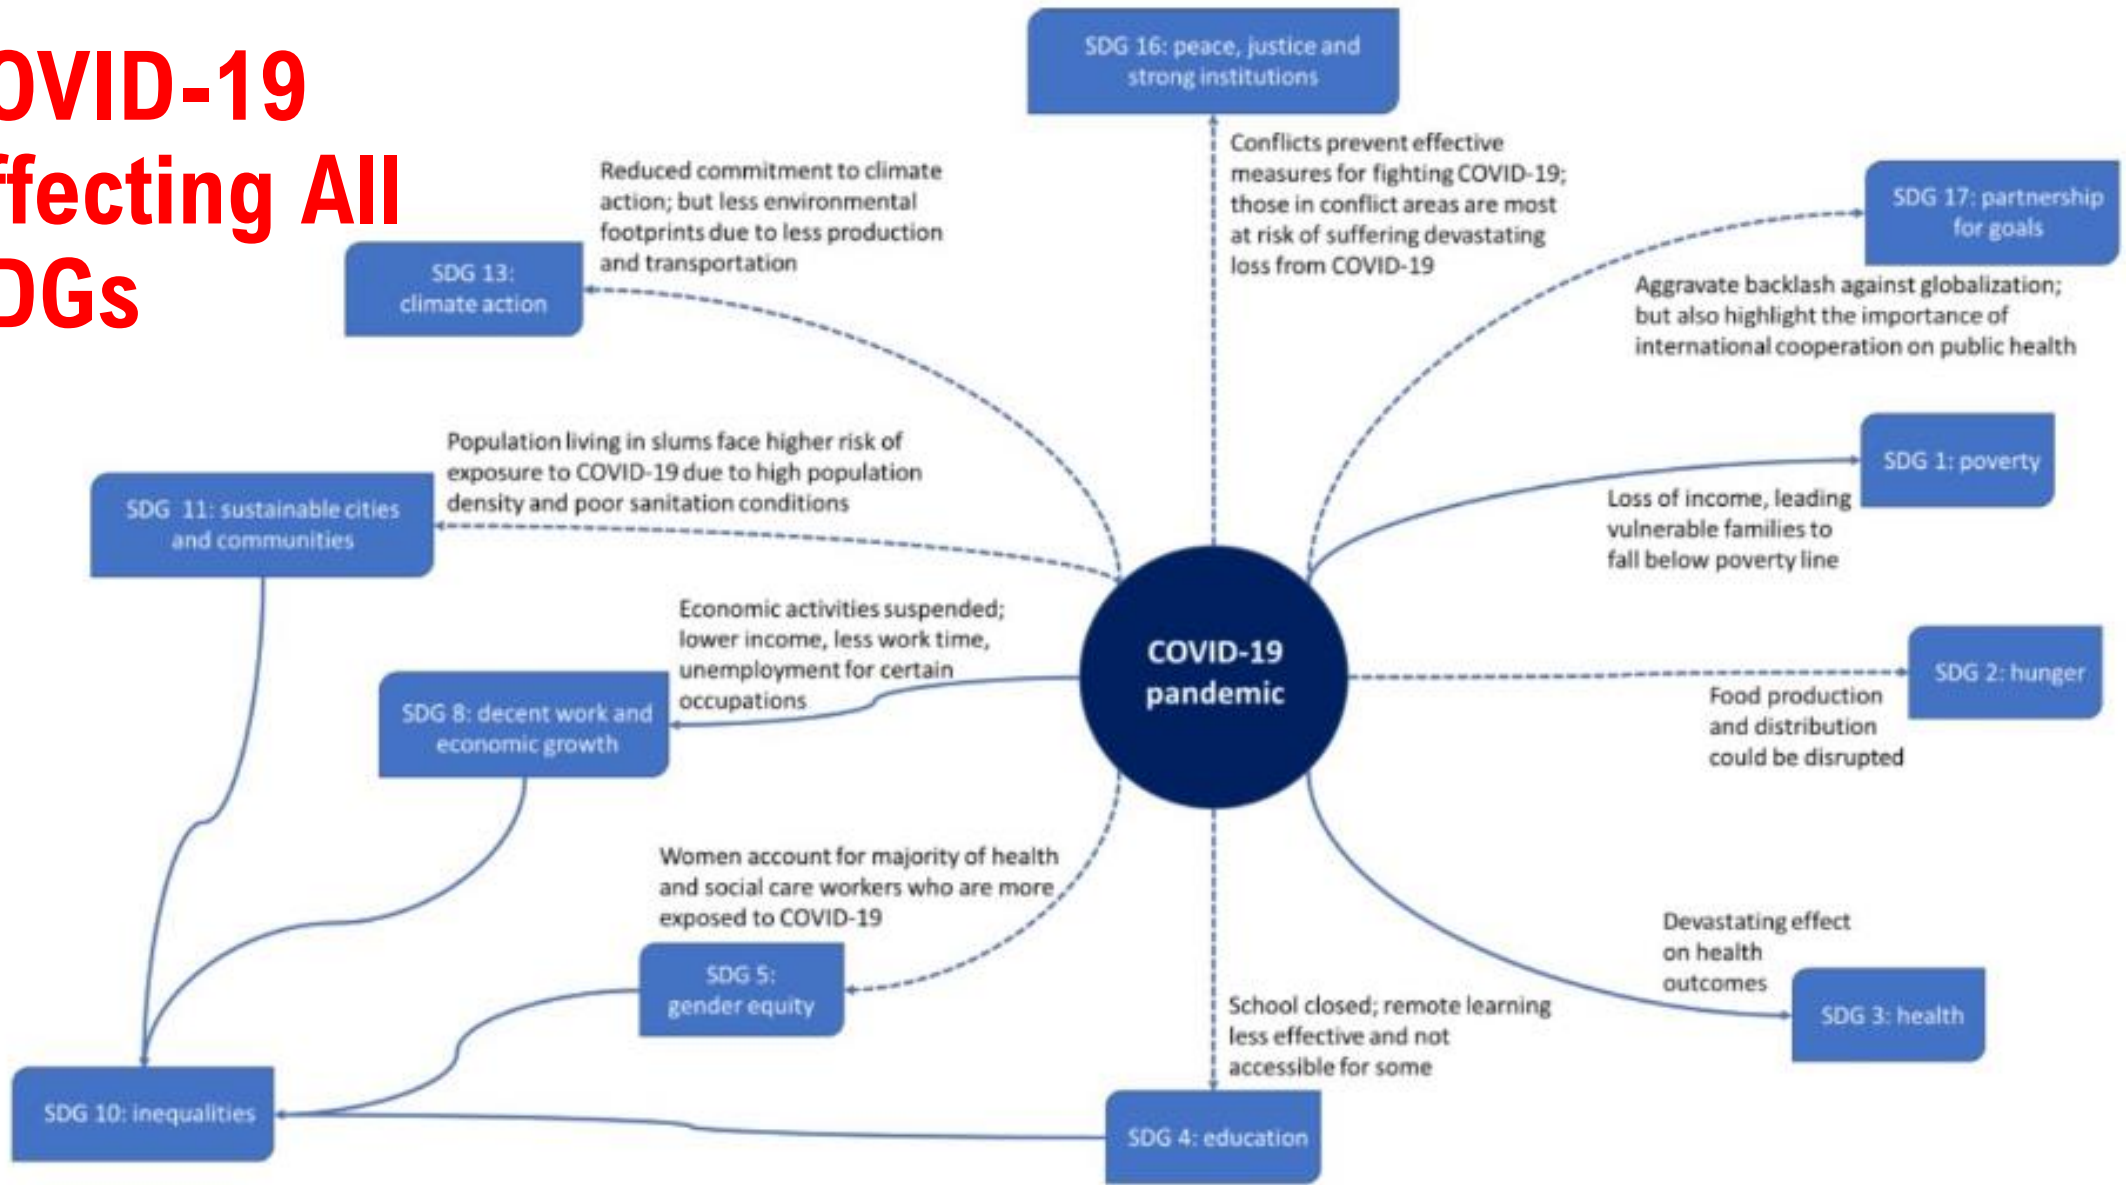 OVID-19
ffecting All
DGs
SDG 16: peace, justice and
strong institutions
Conflicts prevent effective
measures for fighting COVID-19;
those in conflict areas are most
at risk of suffering devastating
loss from COVID-19
Reduced commitment to climate
action; but less environmental
footprints due to less production
and transportation
SDG 13:
climate action
SDG 17: partnership
for goals
Aggravate backlash against globalization;
but also highlight the importance of
international cooperation on public health
Population living in slums face higher risk of
exposure to COVID-19 due to high population
density and poor sanitation conditions
SDG 11: sustainable cities
and communities
SDG 1: poverty
Loss of income, leading
vulnerable families to
fall below poverty line
Economic activities suspended;
lower income, less work time,
unemployment for certain
occupations
SDG 8: decent work and
economic growth
COVID-19
pandemic
SDG 2: hunger
Food production
and distribution
could be disrupted
Women account for majority of health
and social care workers who are more
exposed to COVID-19
SDG 5:
gender equity
Devastating effect
on health
outcomes
SDG 3: health
School closed; remote learning
less effective and not
accessible for some
SDG 10: inequalities
SDG 4: education